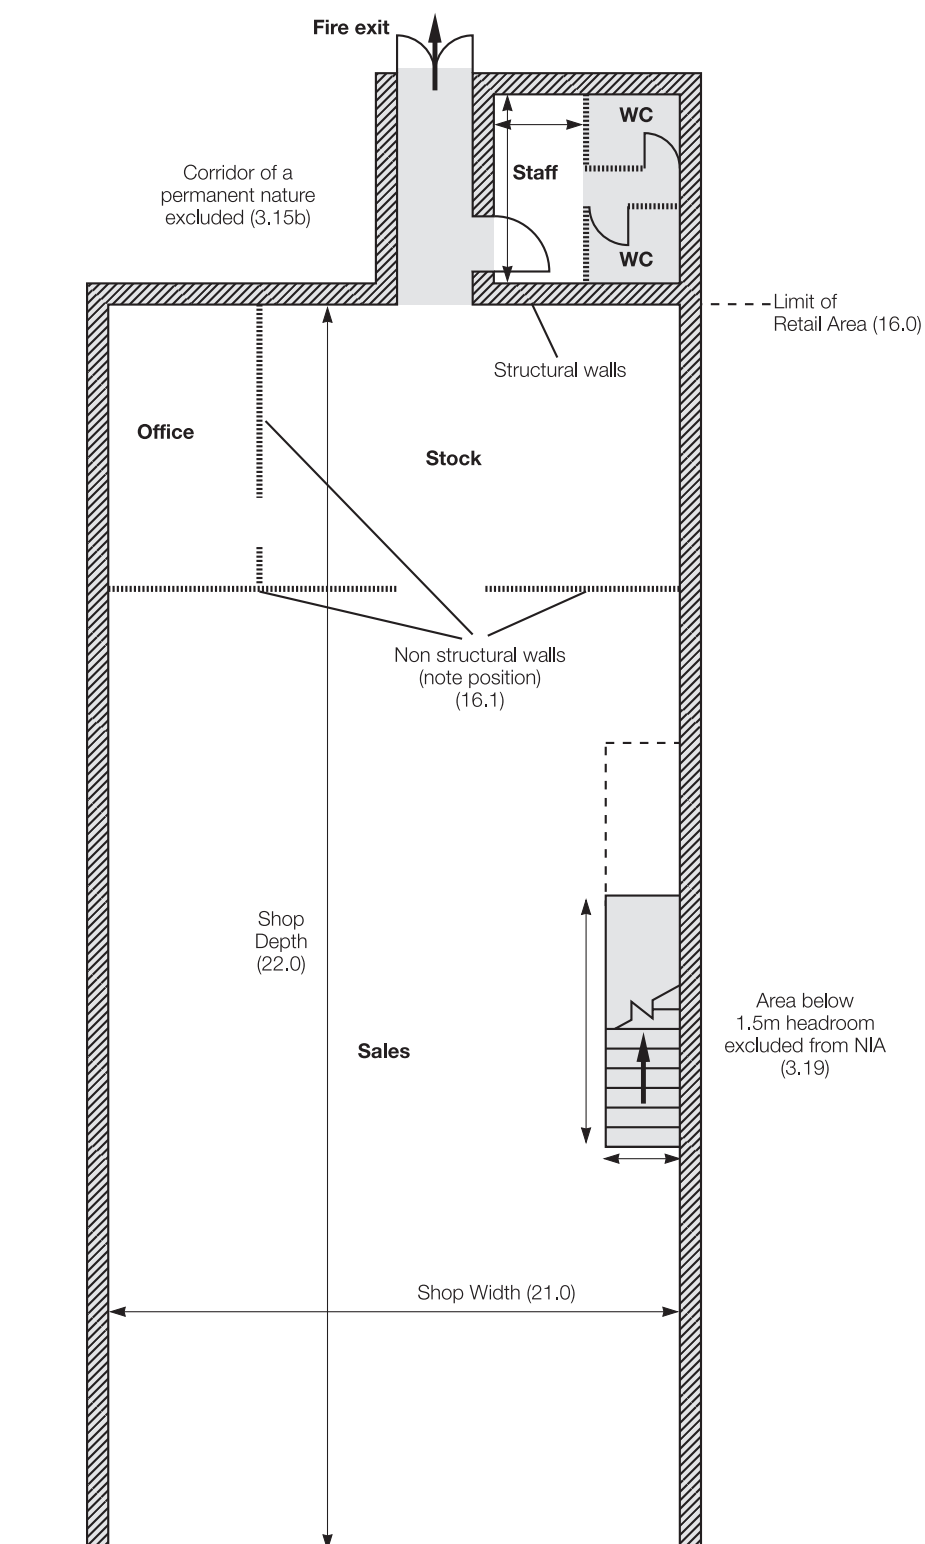 Fire exit
WC
Corridor of a
permanent nature
excluded (3.15b)
Staff
WC
Limit of
Retail Area (16.0)
Structural walls
Office
Stock
Non structural walls
(note position)
(16.1)
Shop
Depth
(22.0)
Area below
1.5m headroom
excluded from NIA
(3.19)
Sales
Shop Width (21.0)